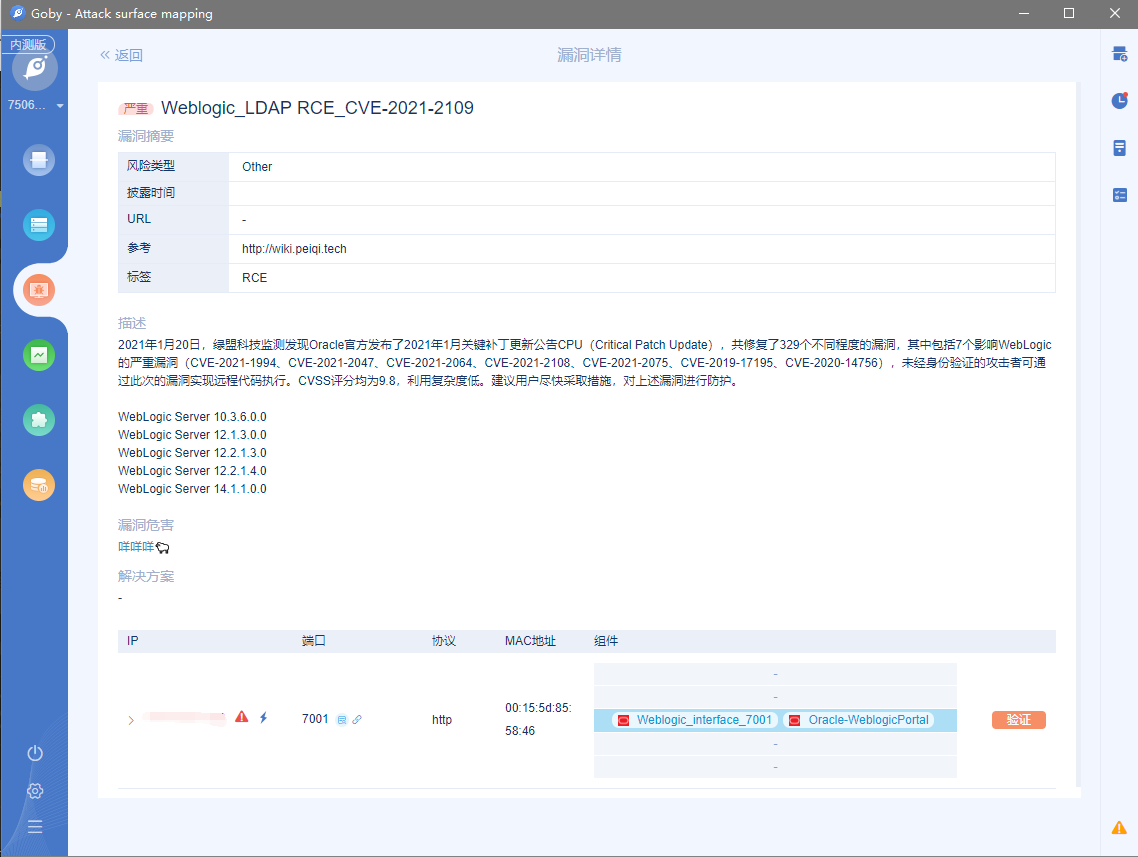 Goby - Attack surface mapping
内测版
7506...
返回
漏洞详情
严重 Weblogic_LDAP RCE_CVE-2021-2109
漏洞摘要
风险类型 Other
披露时间
URL -
参考 http://wiki.peiqi.tech
标签 RCE
描述
2021年1月20日，绿盟科技监测发现Oracle官方发布了2021年1月关键补丁更新公告CPU（Critical Patch Update），共修复了329个不同程度的漏洞，其中包括7个影响WebLogic
的严重漏洞（CVE-2021-1994、CVE-2021-2047、CVE-2021-2064、CVE-2021-2108、CVE-2021-2075、CVE-2019-17195、CVE-2020-14756），未经身份验证的攻击者可通
过此次的漏洞实现远程代码执行。CVSS评分均为9.8，利用复杂度低。建议用户尽快采取措施，对上述漏洞进行防护。
WebLogic Server 10.3.6.0.0
WebLogic Server 12.1.3.0.0
WebLogic Server 12.2.1.3.0
WebLogic Server 12.2.1.4.0
WebLogic Server 14.1.1.0.0
漏洞危害
咩咩咩🐑
解决方案
-
IP 端口 协议 MAC地址 组件
-
-
7001 http 00:15:5d:85:
58:46
Weblogic_interface_7001 Oracle-WeblogicPortal 验证
-
-